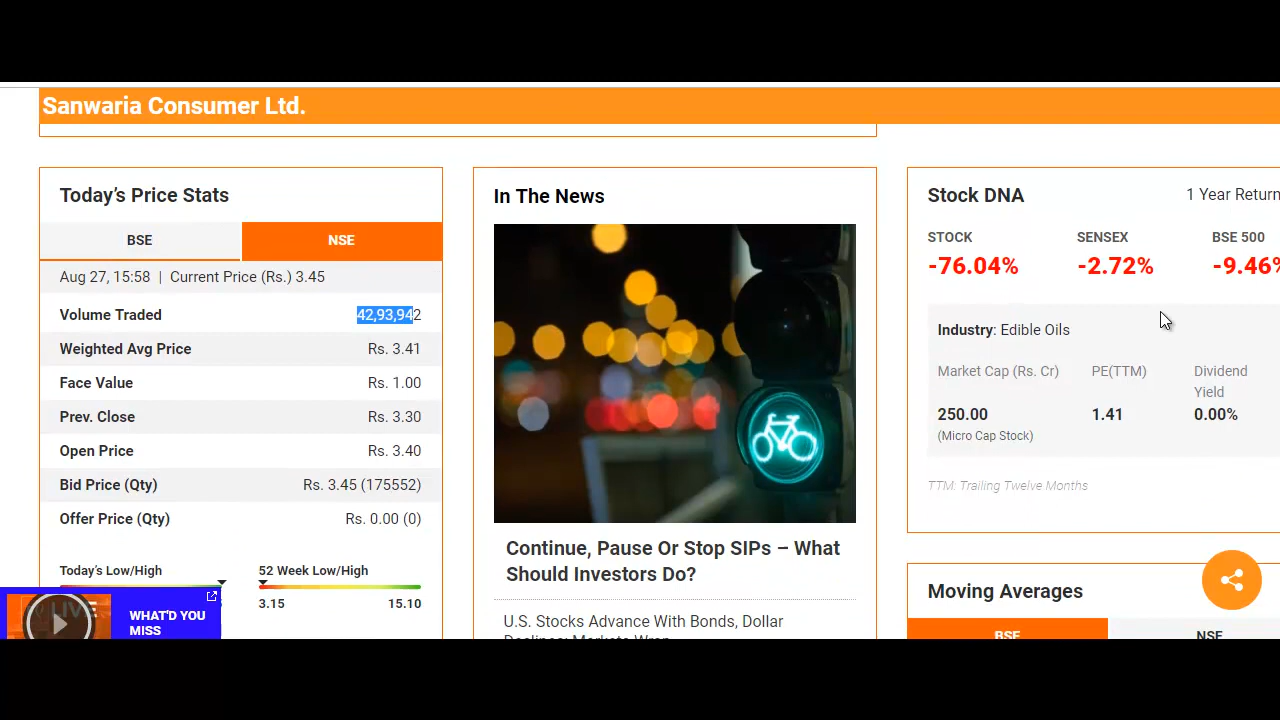 Sanwaria Consumer Ltd.
Today's Price Stats
BSE
NSE
Aug 27, 15:58 | Current Price (Rs.) 3.45
Volume Traded 42,93,942
Weighted Avg Price Rs. 3.41
Face Value Rs. 1.00
Prev. Close Rs. 3.30
Open Price Rs. 3.40
Bid Price (Qty) Rs. 3.45 (175552)
Offer Price (Qty) Rs. 0.00 (0)
Today's Low/High
52 Week Low/High
3.15 15.10
LIVE
WHAT'D YOU
MISS
In The News
Continue, Pause Or Stop SIPs – What
Should Investors Do?
U.S. Stocks Advance With Bonds, Dollar
Declines: Markets Wrap
Stock DNA
1 Year Return
STOCK SENSEX BSE 500
-76.04% -2.72% -9.46%
Industry: Edible Oils
Market Cap (Rs. Cr) PE(TTM) Dividend
Yield
250.00 1.41 0.00%
(Micro Cap Stock)
TTM: Trailing Twelve Months
Moving Averages
BSE NSE